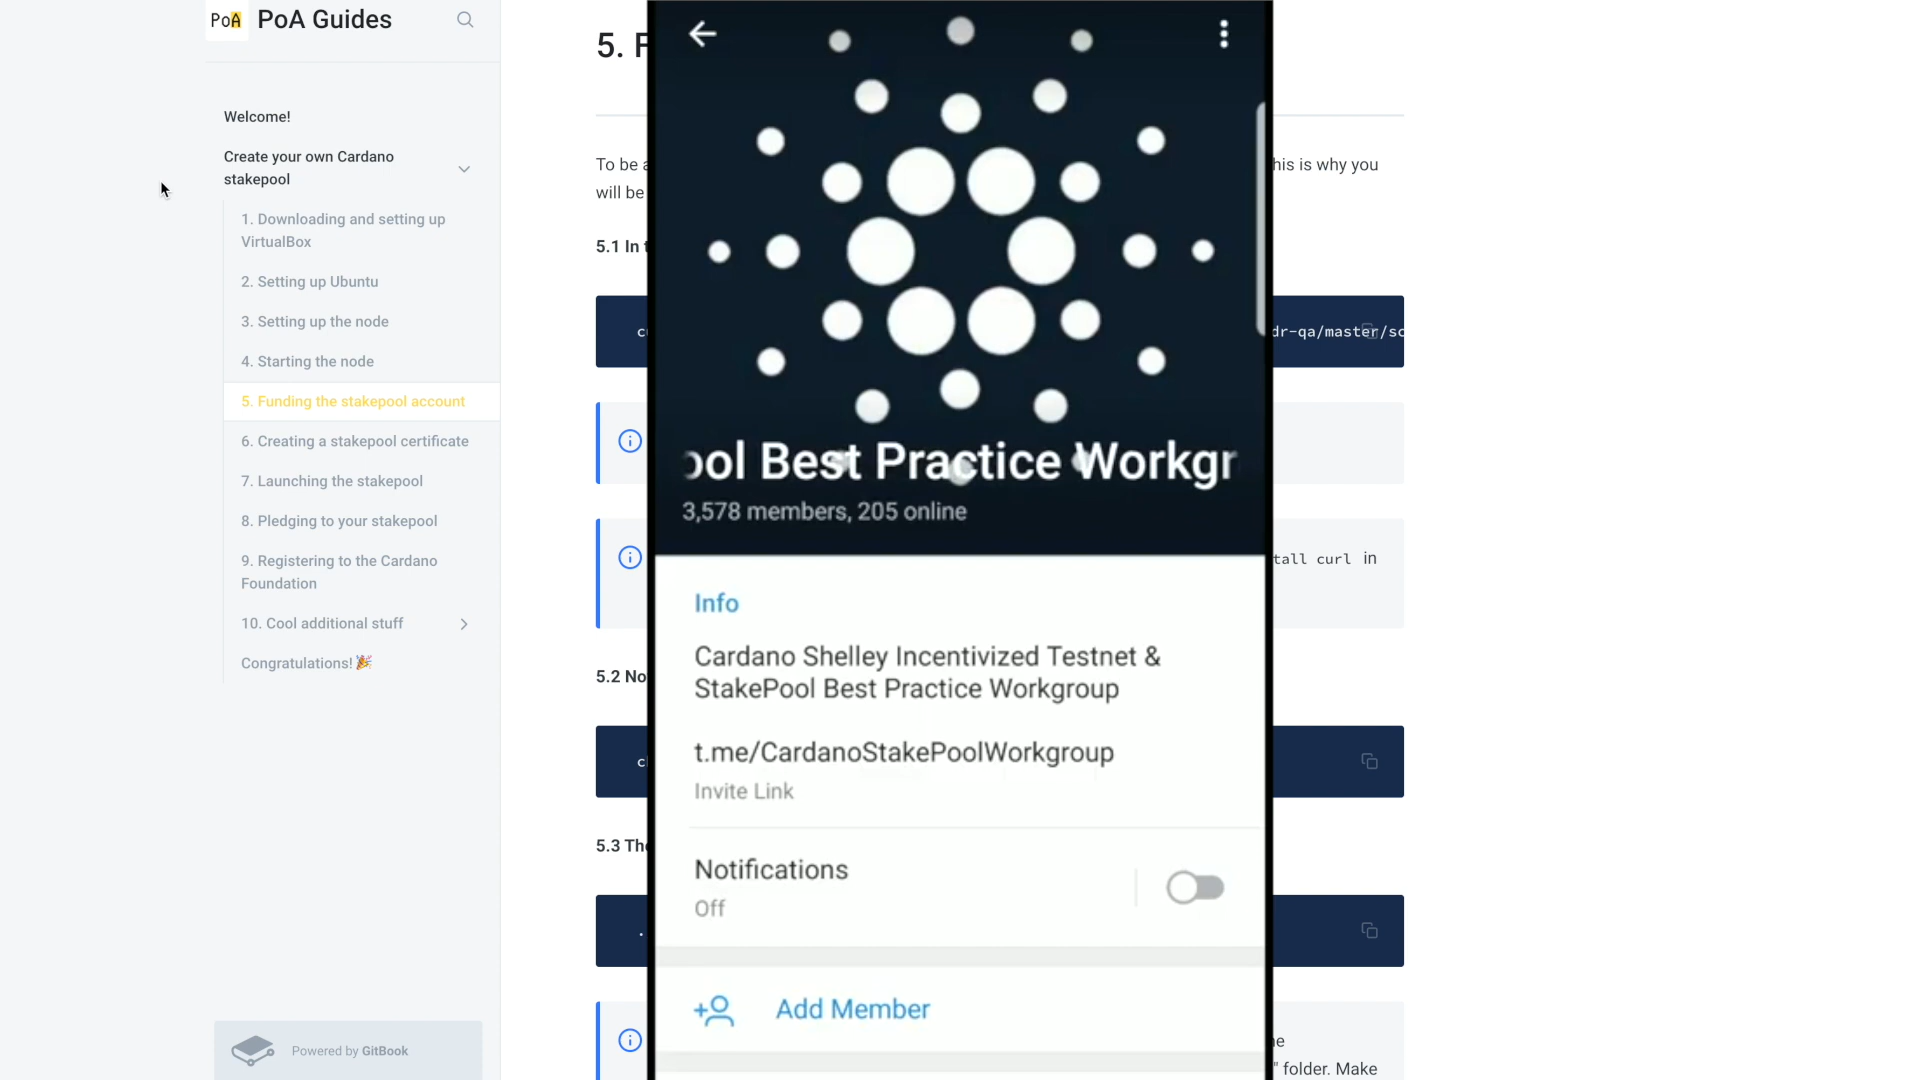 PoA PoA Guides
Welcome!
Create your own Cardano
stakepool
1. Downloading and setting up
VirtualBox
2. Setting up Ubuntu
3. Setting up the node
4. Starting the node
5. Funding the stakepool account
6. Creating a stakepool certificate
7. Launching the stakepool
8. Pledging to your stakepool
9. Registering to the Cardano
Foundation
10. Cool additional stuff
Congratulations! 🎉
Powered by GitBook
5. F
To be
will be
5.1 In
5.2 No
5.3 The
ool Best Practice Workgr
3,578 members, 205 online
Info
Cardano Shelley Incentivized Testnet &
StakePool Best Practice Workgroup
t.me/CardanoStakePoolWorkgroup
Invite Link
Notifications
Off
Add Member
his is why you
dr-qa/master/sc
tall curl in
" folder. Make